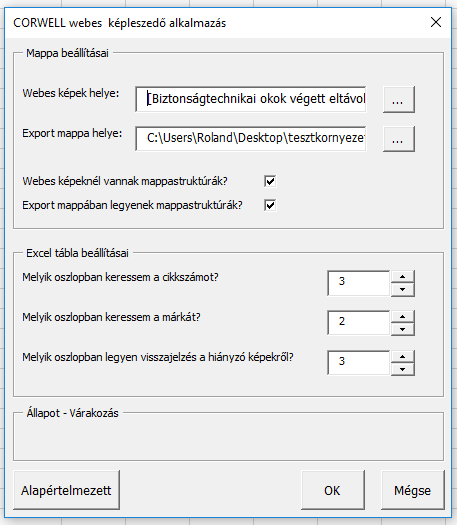 CORWELL webes képleszedő alkalmazás
Mappa beállításai
Webes képek helye: [Biztonságtechnikai okok végett eltávol ...
Export mappa helye: C:\Users\Roland\Desktop\tesztkornyeze ...
Webes képeknél vannak mappastruktúrák?
Export mappában legyenek mappastruktúrák?
Excel tábla beállításai
Melyik oszlopban keressem a cikkszámot? 3
Melyik oszlopban keressem a márkát? 2
Melyik oszlopban legyen visszajelzés a hiányzó képekről? 3
Állapot - Várakozás
Alapértelmezett OK Mégse